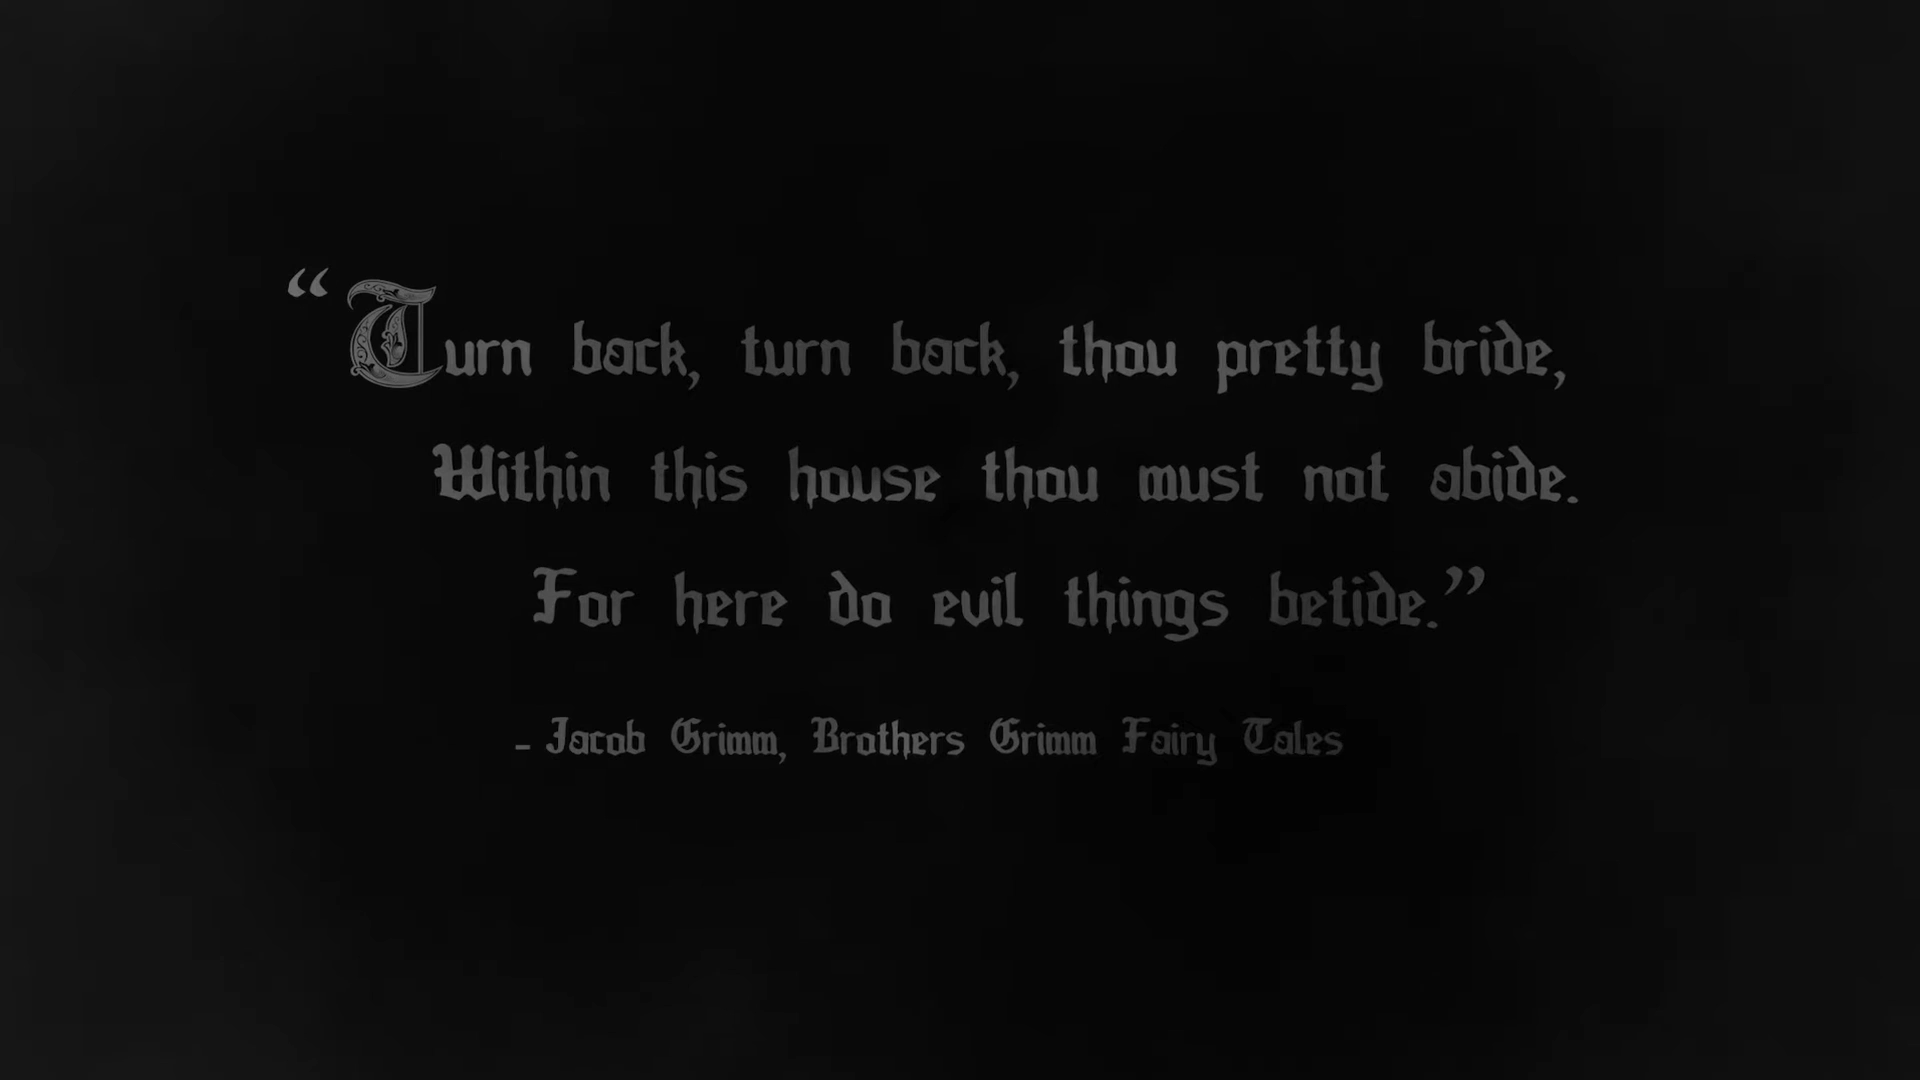 “Turn back, turn back, thou pretty bride,
Within this house thou must not abide.
For here do evil things betide.”
- Jacob Grimm, Brothers Grimm Fairy Tales